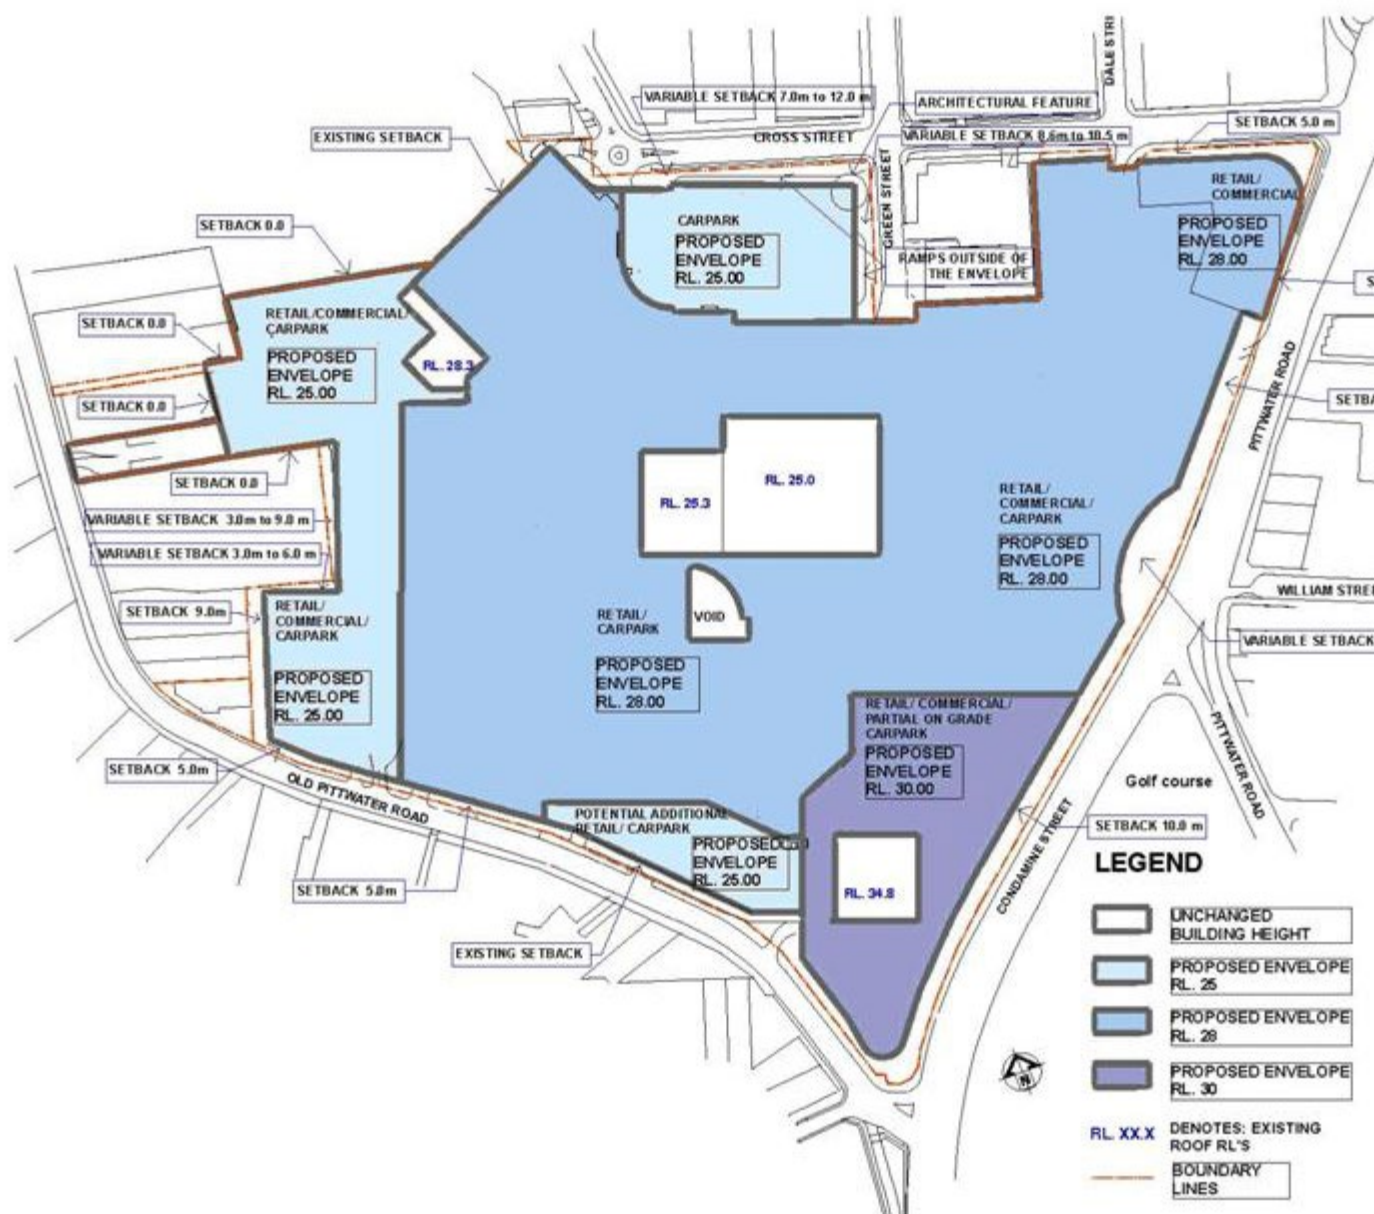 DALE STRE
VARIABLE SETBACK 7.0m to 12.0 m
ARCHITECTURAL FEATURE
SETBACK 5.0 m
EXISTING SETBACK
CROSS STREET
VARIABLE SETBACK 8.6m to 10.5 m
GREEN STREET
RETAIL/
COMMERCIAL
PROPOSED
ENVELOPE
RL. 28.00
SETBACK 0.0
CARPARK
PROPOSED
ENVELOPE
RL. 25.00
RAMPS OUTSIDE OF
THE ENVELOPE
S
SETBACK 0.0
RETAIL/COMMERCIAL/
CARPARK
PROPOSED
ENVELOPE
RL. 25.00
RL. 28.3
PITTWATER ROAD
SETBACK 0.0
SETBA
SETBACK 0.0
RL. 25.3
RL. 25.0
RETAIL/
COMMERCIAL/
CARPARK
PROPOSED
ENVELOPE
RL. 28.00
VARIABLE SETBACK 3.0m to 9.0 m
VARIABLE SETBACK 3.0m to 6.0 m
WILLIAM STREE
SETBACK 9.0m
RETAIL/
COMMERCIAL/
CARPARK
PROPOSED
ENVELOPE
RL. 25.00
RETAIL/
CARPARK
PROPOSED
ENVELOPE
RL. 28.00
VOID
VARIABLE SETBACK
RETAIL/ COMMERCIAL/
PARTIAL ON GRADE
CARPARK
PROPOSED
ENVELOPE
RL. 30.00
PITTWATER ROAD
SETBACK 5.0m
OLD PITTWATER ROAD
Golf course
POTENTIAL ADDITIONAL
RETAIL/ CARPARK
PROPOSED
ENVELOPE
RL. 25.00
CONDAMINE STREET
SETBACK 10.0 m
SETBACK 5.0m
RL. 34.8
EXISTING SETBACK
N
LEGEND
UNCHANGED
BUILDING HEIGHT
PROPOSED ENVELOPE
RL. 25
PROPOSED ENVELOPE
RL. 28
PROPOSED ENVELOPE
RL. 30
RL. XX.X DENOTES: EXISTING
ROOF RL'S
BOUNDARY
LINES